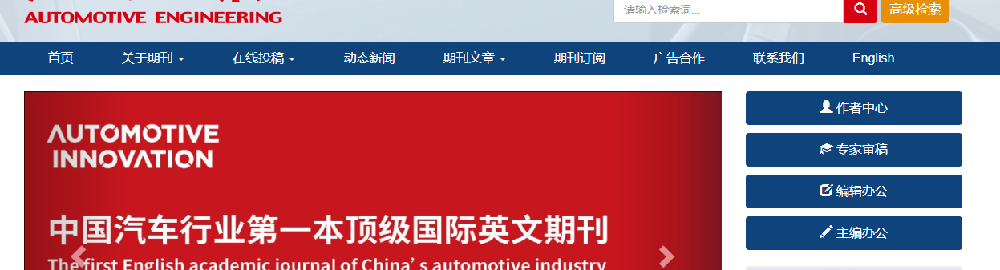 AUTOMOTIVE ENGINEERING
请输入检索词...
高级检索
首页 关于期刊 在线投稿 动态新闻 期刊文章 期刊订阅 广告合作 联系我们 English
AUTOMOTIVE
INNOVATION
中国汽车行业第一本顶级国际英文期刊
The first English academic journal of China's automotive industry
作者中心
专家审稿
编辑办公
主编办公